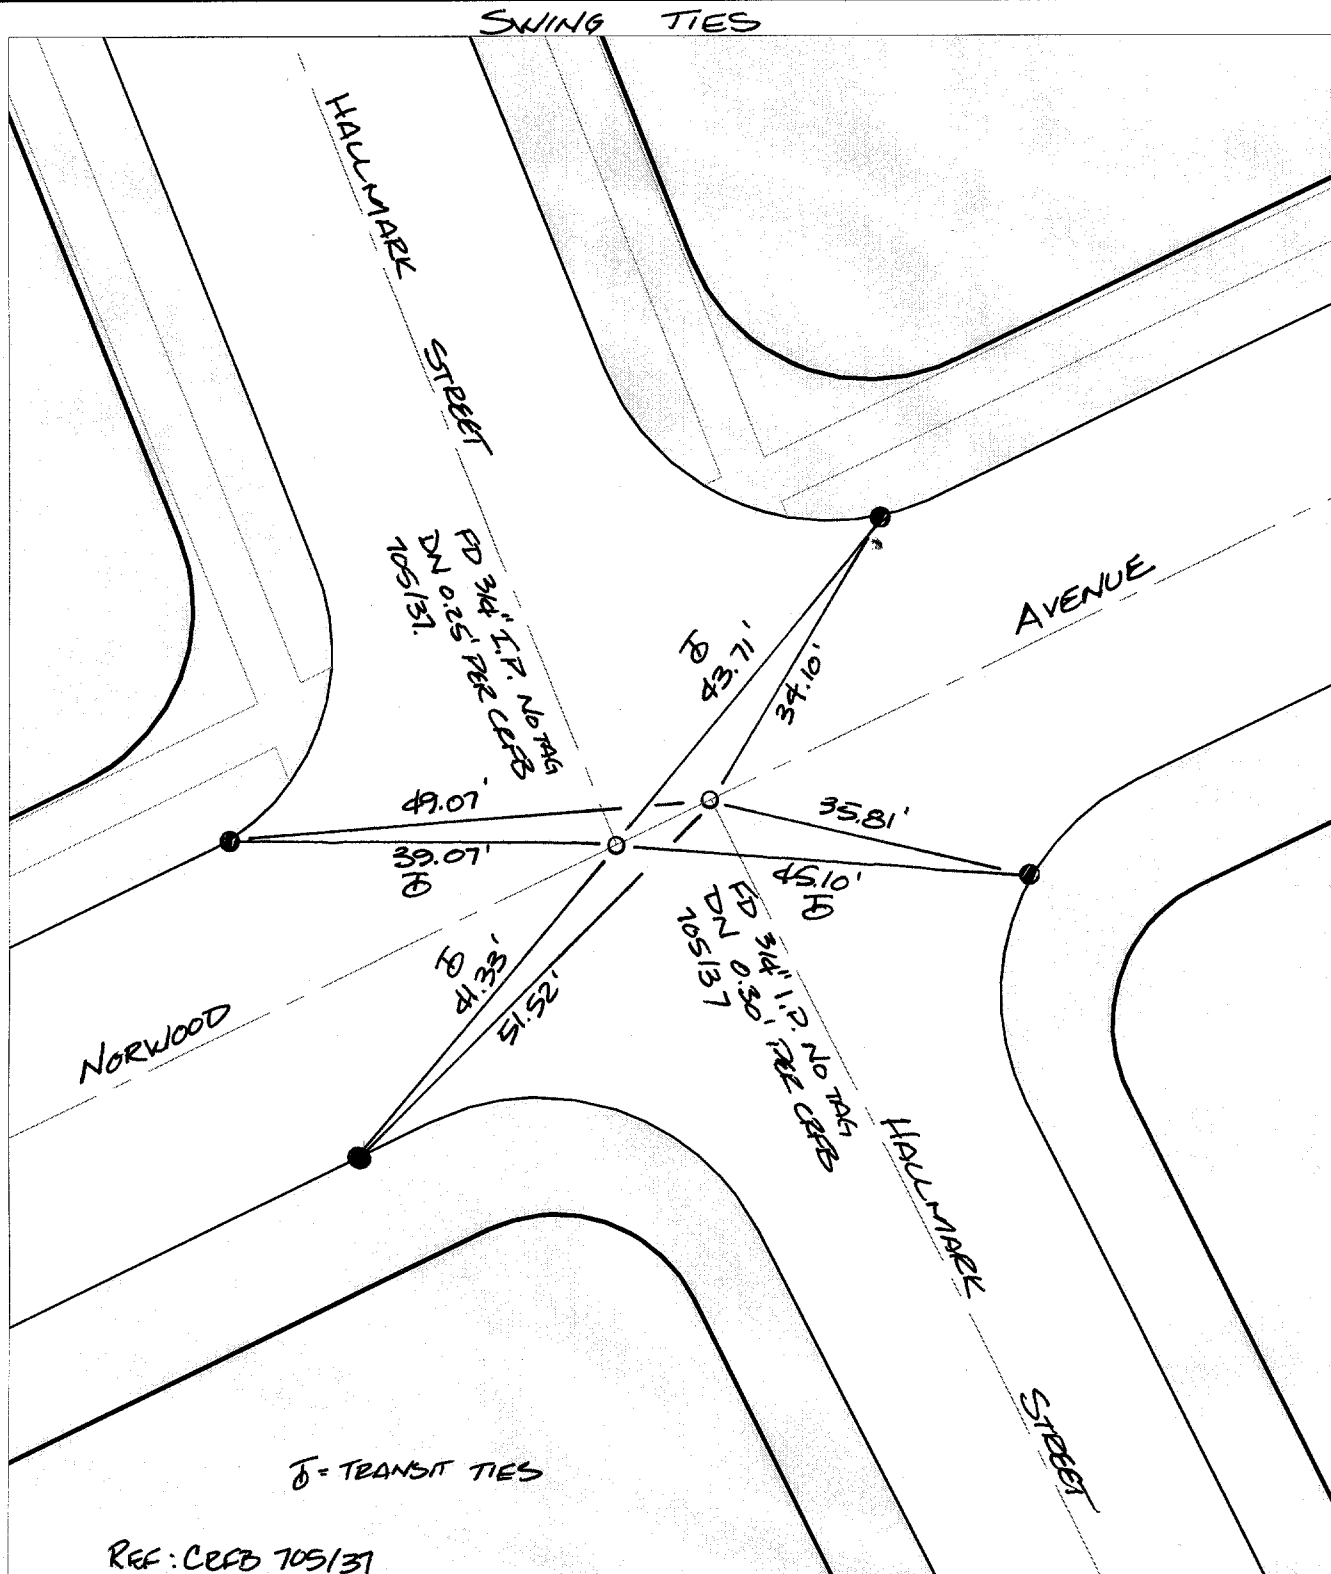 SWING TIES
HALLMARK
STREET
FD 3/4" I.P. NO TAG
DN 0.25' PER CRFB
705/37.
AVENUE
43.71'
34.10'
49.07'
39.07'
35.81'
45.10'
41.33'
51.52'
FD 3/4" I.P. NO TAG
DN 0.30' PER CRFB
705/37
NORWOOD
HALLMARK
STREET
= TRANSIT TIES
REF: CRFB 705/37